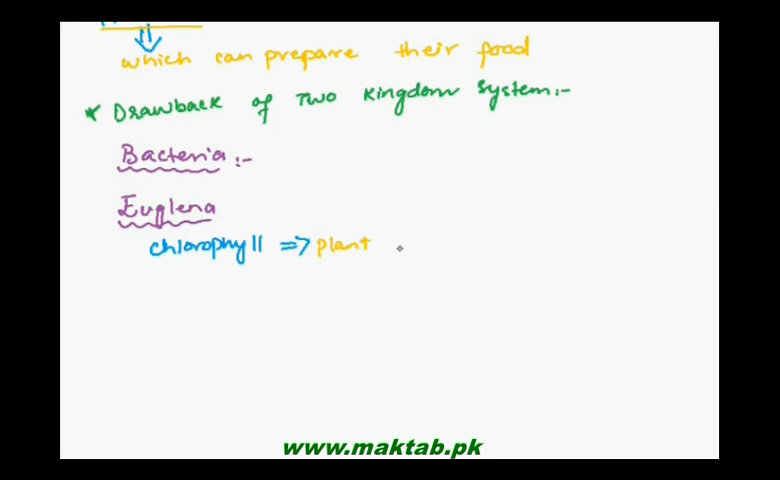 which can prepare their food
* Drawback of Two Kingdom System:-
Bacteria :-
Euglena
chlorophyll => plant
www.maktab.pk